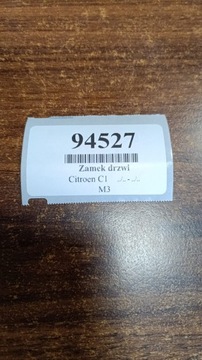 94527
Zamek drzwi
Citroen C1 ../.. - ../..
M3